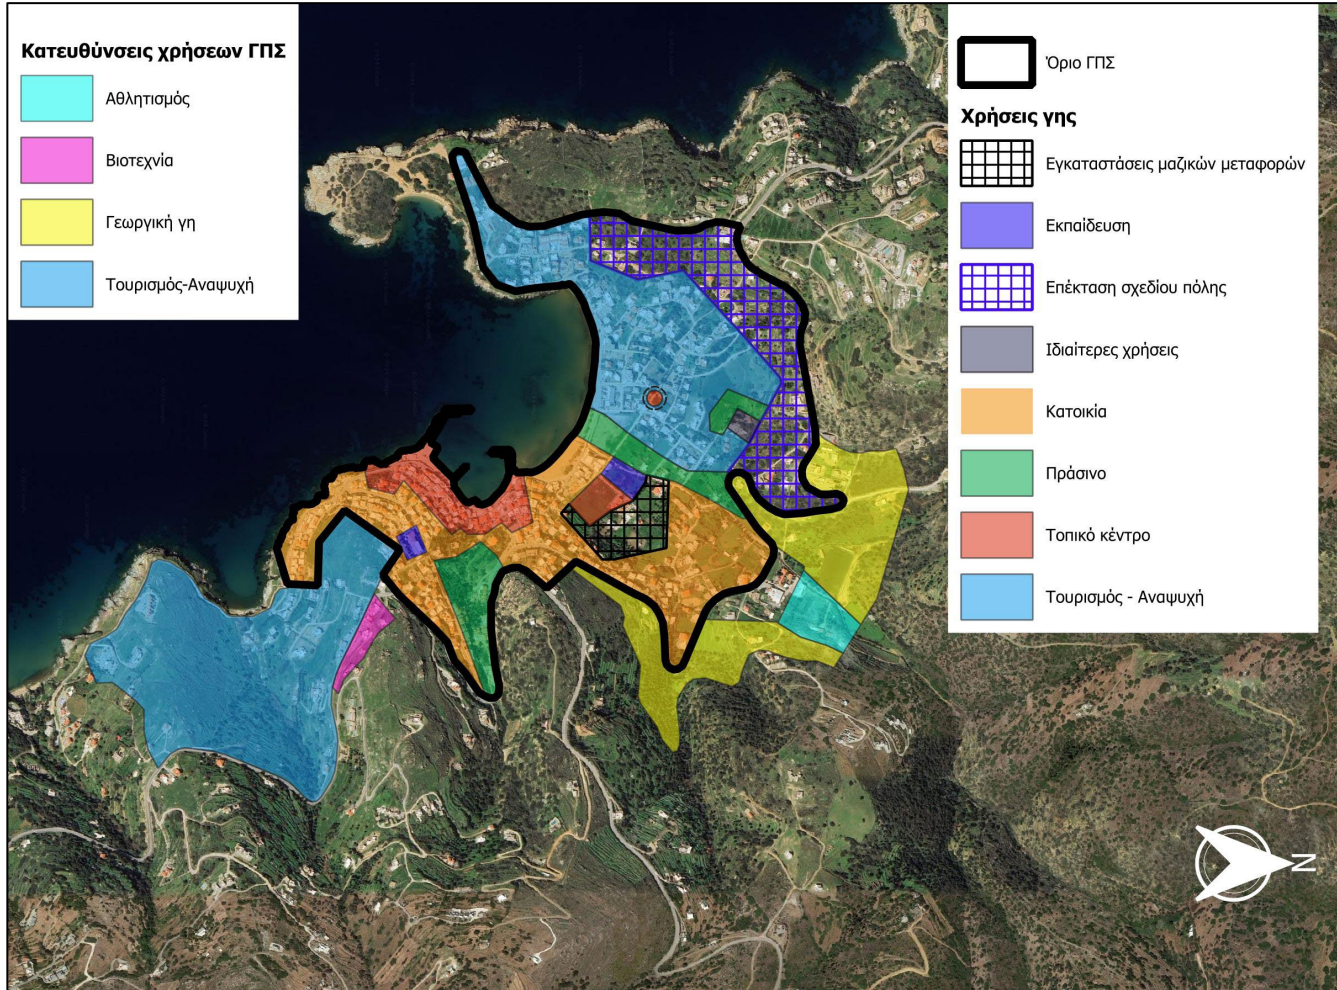 Κατευθύνσεις χρήσεων ΓΠΣ
Αθλητισμός
Βιοτεχνία
Γεωργική γη
Τουρισμός-Αναψυχή
Όριο ΓΠΣ
Χρήσεις γης
Εγκαταστάσεις μαζικών μεταφορών
Εκπαίδευση
Επέκταση σχεδίου πόλης
Ιδιαίτερες χρήσεις
Κατοικία
Πράσινο
Τοπικό κέντρο
Τουρισμός - Αναψυχή
N